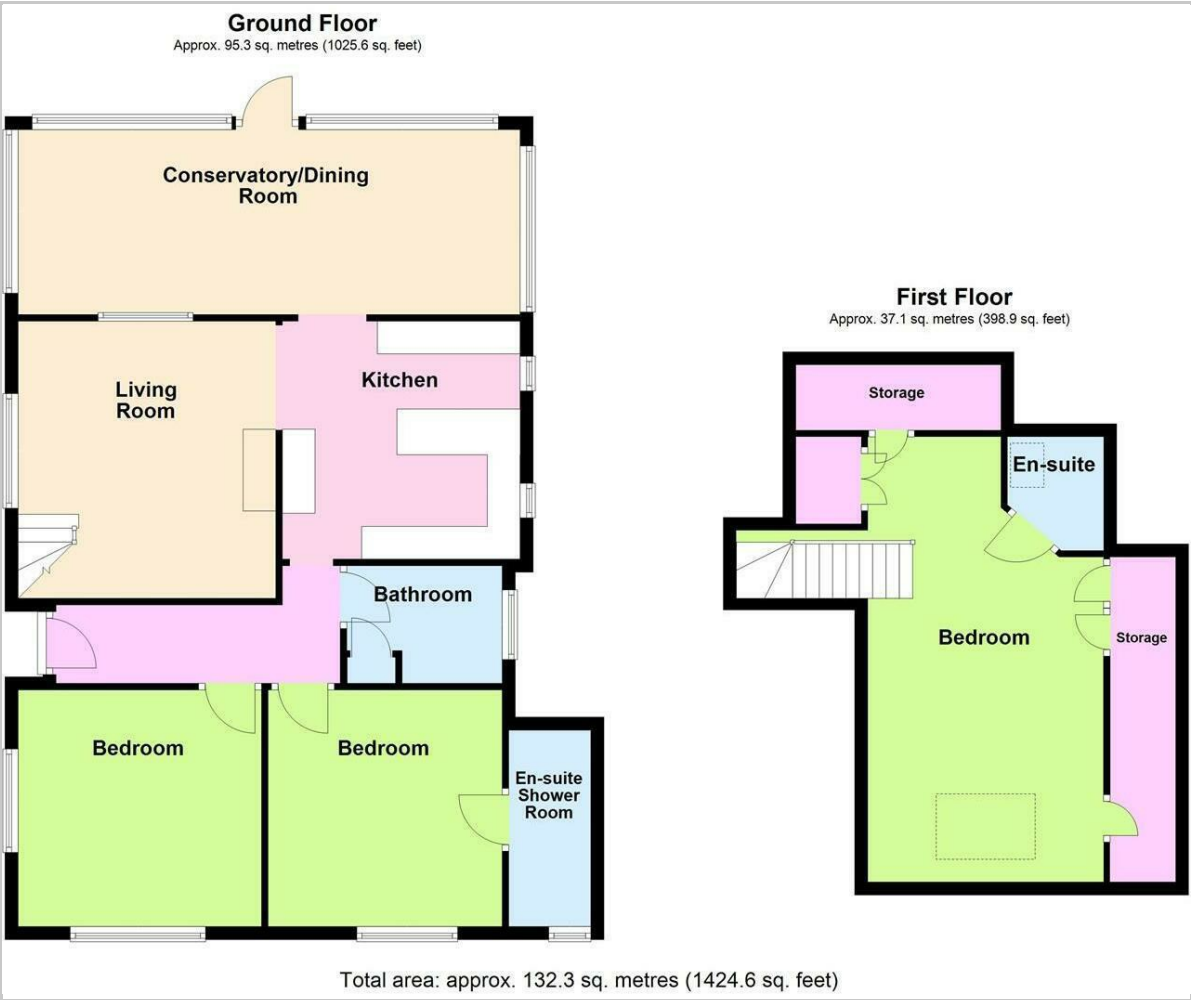 Ground Floor
Approx. 95.3 sq. metres (1025.6 sq. feet)
Conservatory/Dining
Room
Living
Room
Kitchen
Bathroom
Bedroom
Bedroom
En-suite
Shower
Room
First Floor
Approx. 37.1 sq. metres (398.9 sq. feet)
Storage
En-suite
Bedroom
Storage
Total area: approx. 132.3 sq. metres (1424.6 sq. feet)